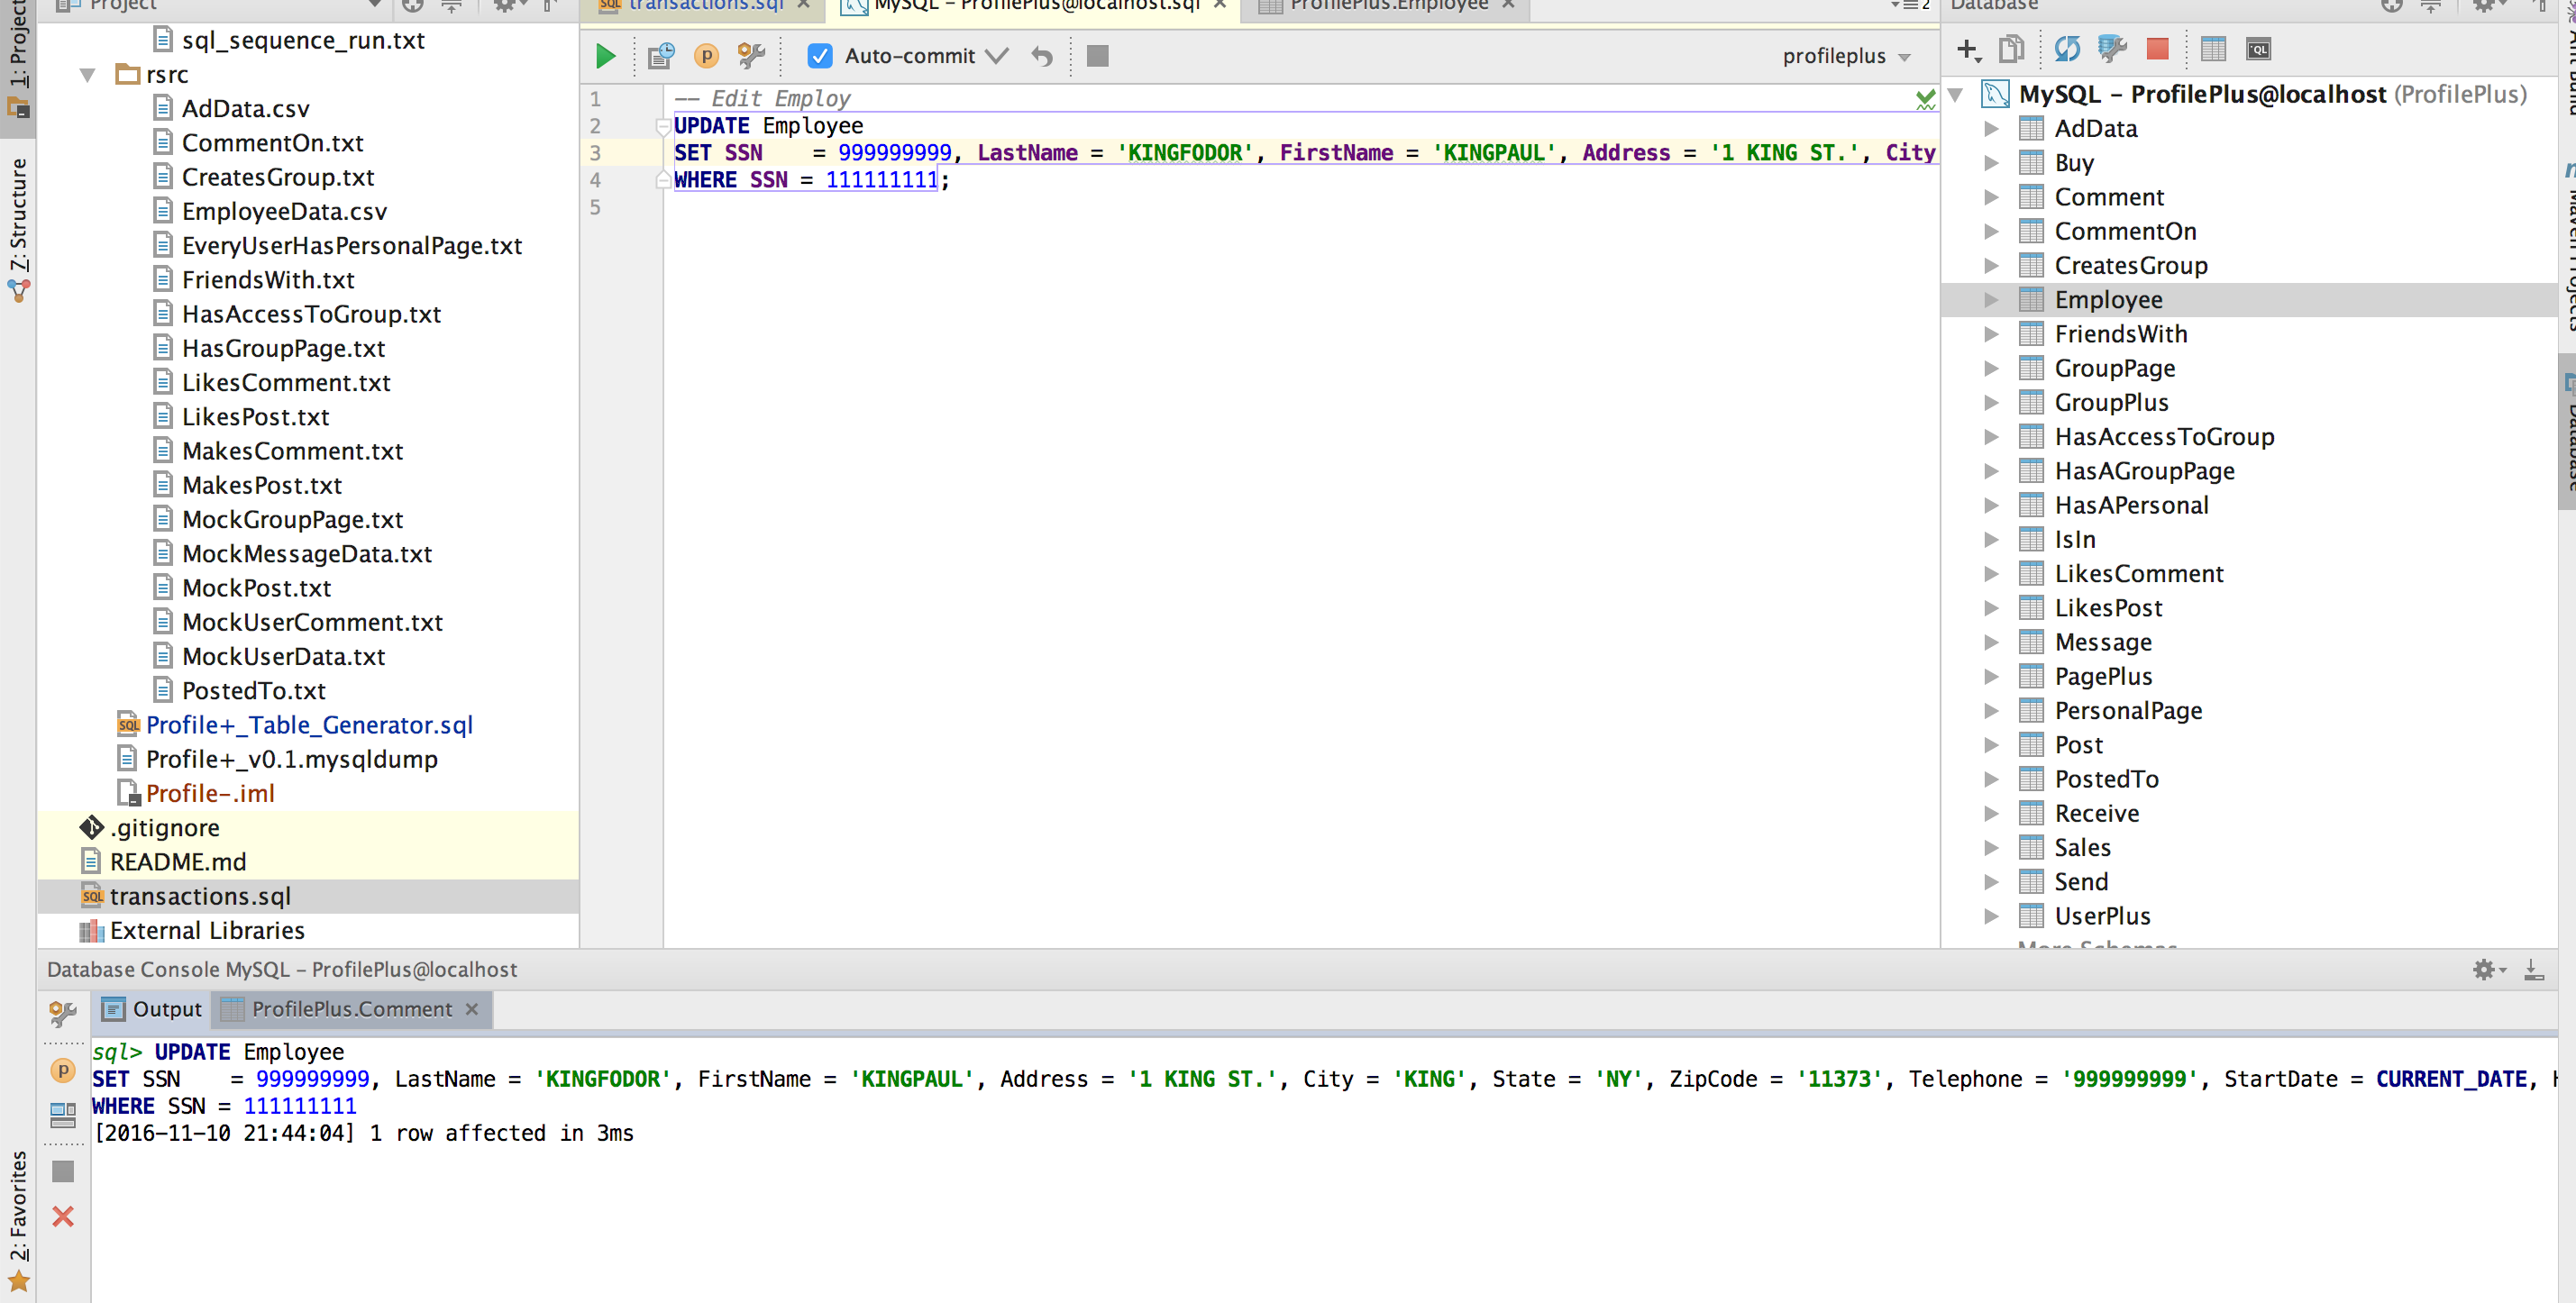 Project
transactions.sql
MySQL - ProfilePlus@localhost.sql
ProfilePlus.Employee
2
Database
1: Project
7: Structure
2: Favorites
sql_sequence_run.txt
rsrc
AdData.csv
CommentOn.txt
CreatesGroup.txt
EmployeeData.csv
EveryUserHasPersonalPage.txt
FriendsWith.txt
HasAccessToGroup.txt
HasGroupPage.txt
LikesComment.txt
LikesPost.txt
MakesComment.txt
MakesPost.txt
MockGroupPage.txt
MockMessageData.txt
MockPost.txt
MockUserComment.txt
MockUserData.txt
PostedTo.txt
Profile+_Table_Generator.sql
Profile+_v0.1.mysqldump
Profile-.iml
.gitignore
README.md
transactions.sql
External Libraries
Auto-commit
profileplus
1 -- Edit Employ
2 UPDATE Employee
3 SET SSN    = 999999999, LastName = 'KINGFODOR', FirstName = 'KINGPAUL', Address = '1 KING ST.', City
4 WHERE SSN = 111111111;
5
MySQL - ProfilePlus@localhost (ProfilePlus)
AdData
Buy
Comment
CommentOn
CreatesGroup
Employee
FriendsWith
GroupPage
GroupPlus
HasAccessToGroup
HasAGroupPage
HasAPersonal
IsIn
LikesComment
LikesPost
Message
PagePlus
PersonalPage
Post
PostedTo
Receive
Sales
Send
UserPlus
More Schemas
Ant Build
Maven Projects
Database
Database Console MySQL - ProfilePlus@localhost
Output
ProfilePlus.Comment
sql> UPDATE Employee
SET SSN    = 999999999, LastName = 'KINGFODOR', FirstName = 'KINGPAUL', Address = '1 KING ST.', City = 'KING', State = 'NY', ZipCode = '11373', Telephone = '999999999', StartDate = CURRENT_DATE,
WHERE SSN = 111111111
[2016-11-10 21:44:04] 1 row affected in 3ms